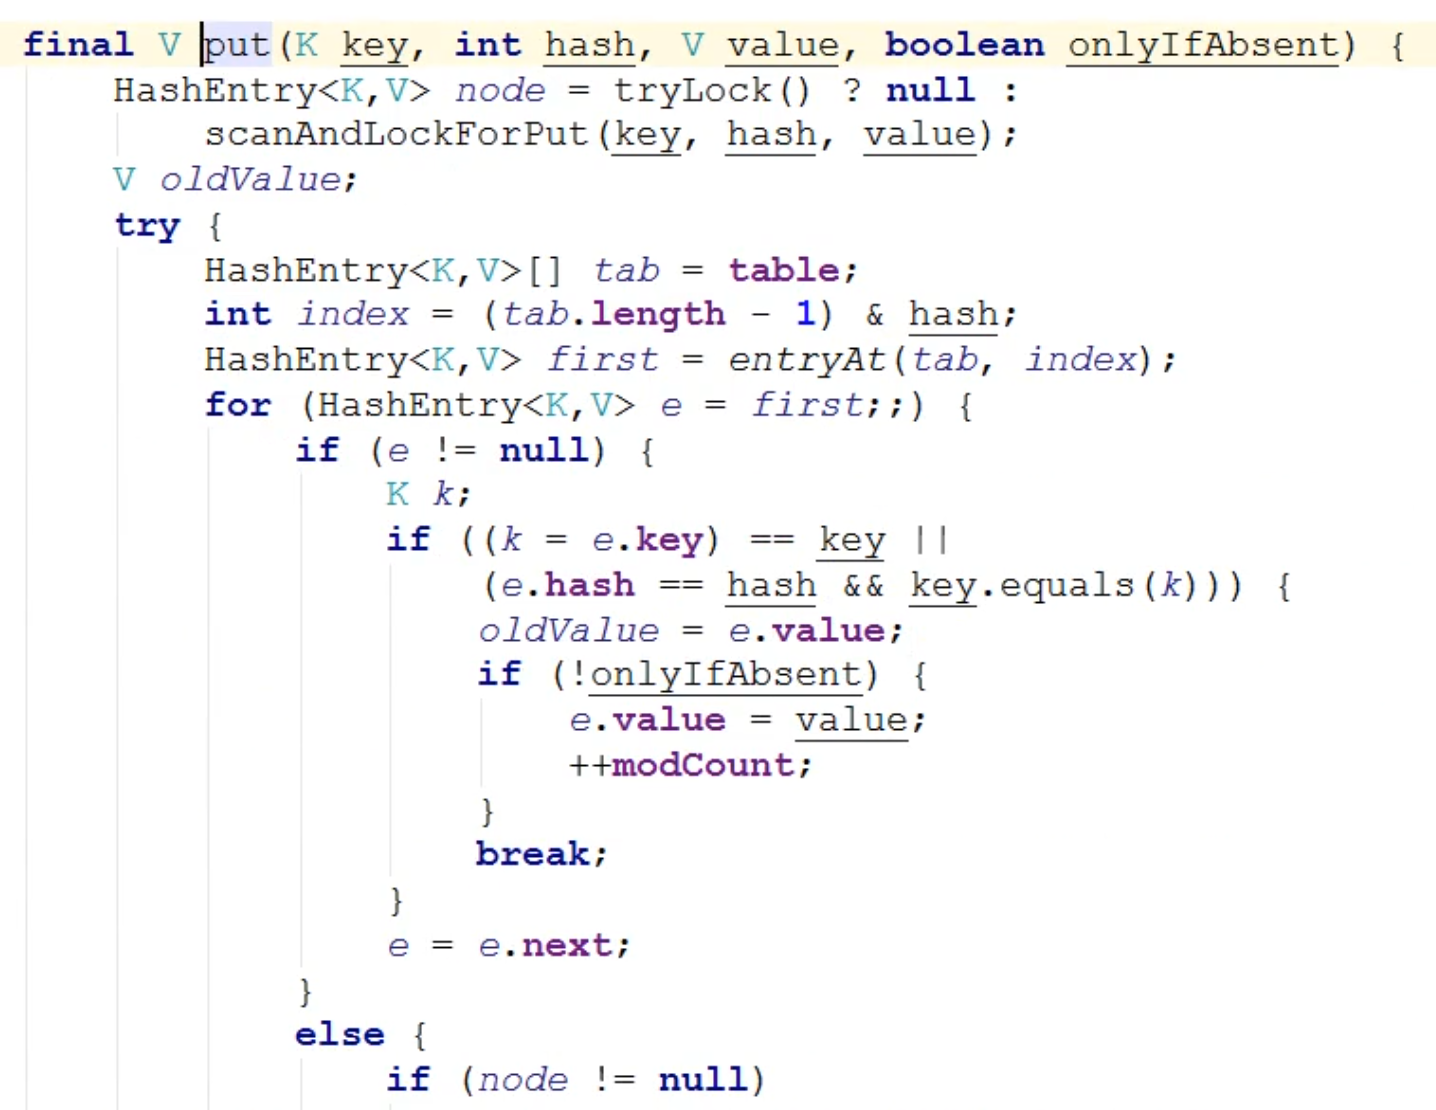 final V put(K key, int hash, V value, boolean onlyIfAbsent) {
    HashEntry<K,V> node = tryLock() ? null :
        scanAndLockForPut(key, hash, value);
    V oldValue;
    try {
        HashEntry<K,V>[] tab = table;
        int index = (tab.length - 1) & hash;
        HashEntry<K,V> first = entryAt(tab, index);
        for (HashEntry<K,V> e = first;;) {
            if (e != null) {
                K k;
                if ((k = e.key) == key ||
                    (e.hash == hash && key.equals(k))) {
                    oldValue = e.value;
                    if (!onlyIfAbsent) {
                        e.value = value;
                        ++modCount;
                    }
                    break;
                }
                e = e.next;
            }
            else {
                if (node != null)